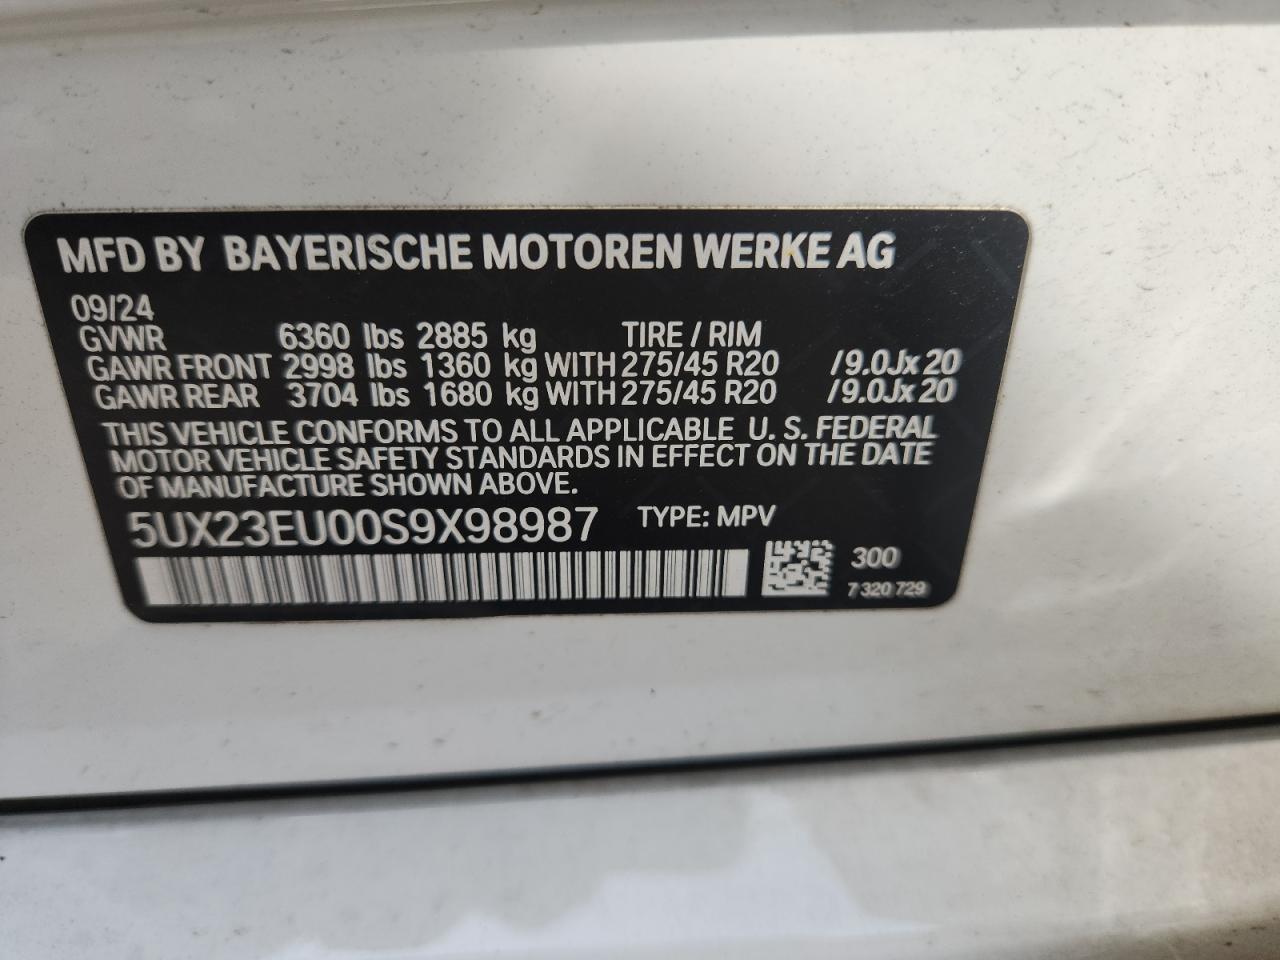 MFD BY BAYERISCHE MOTOREN WERKE AG
09/24
GVWR 6360 lbs 2885 kg TIRE / RIM
GAWR FRONT 2998 lbs 1360 kg WITH 275/45 R20 /9.0Jx20
GAWR REAR 3704 lbs 1680 kg WITH 275/45 R20 /9.0Jx20
THIS VEHICLE CONFORMS TO ALL APPLICABLE U. S. FEDERAL
MOTOR VEHICLE SAFETY STANDARDS IN EFFECT ON THE DATE
OF MANUFACTURE SHOWN ABOVE.
5UX23EU00S9X98987 TYPE: MPV
300
7 320 729